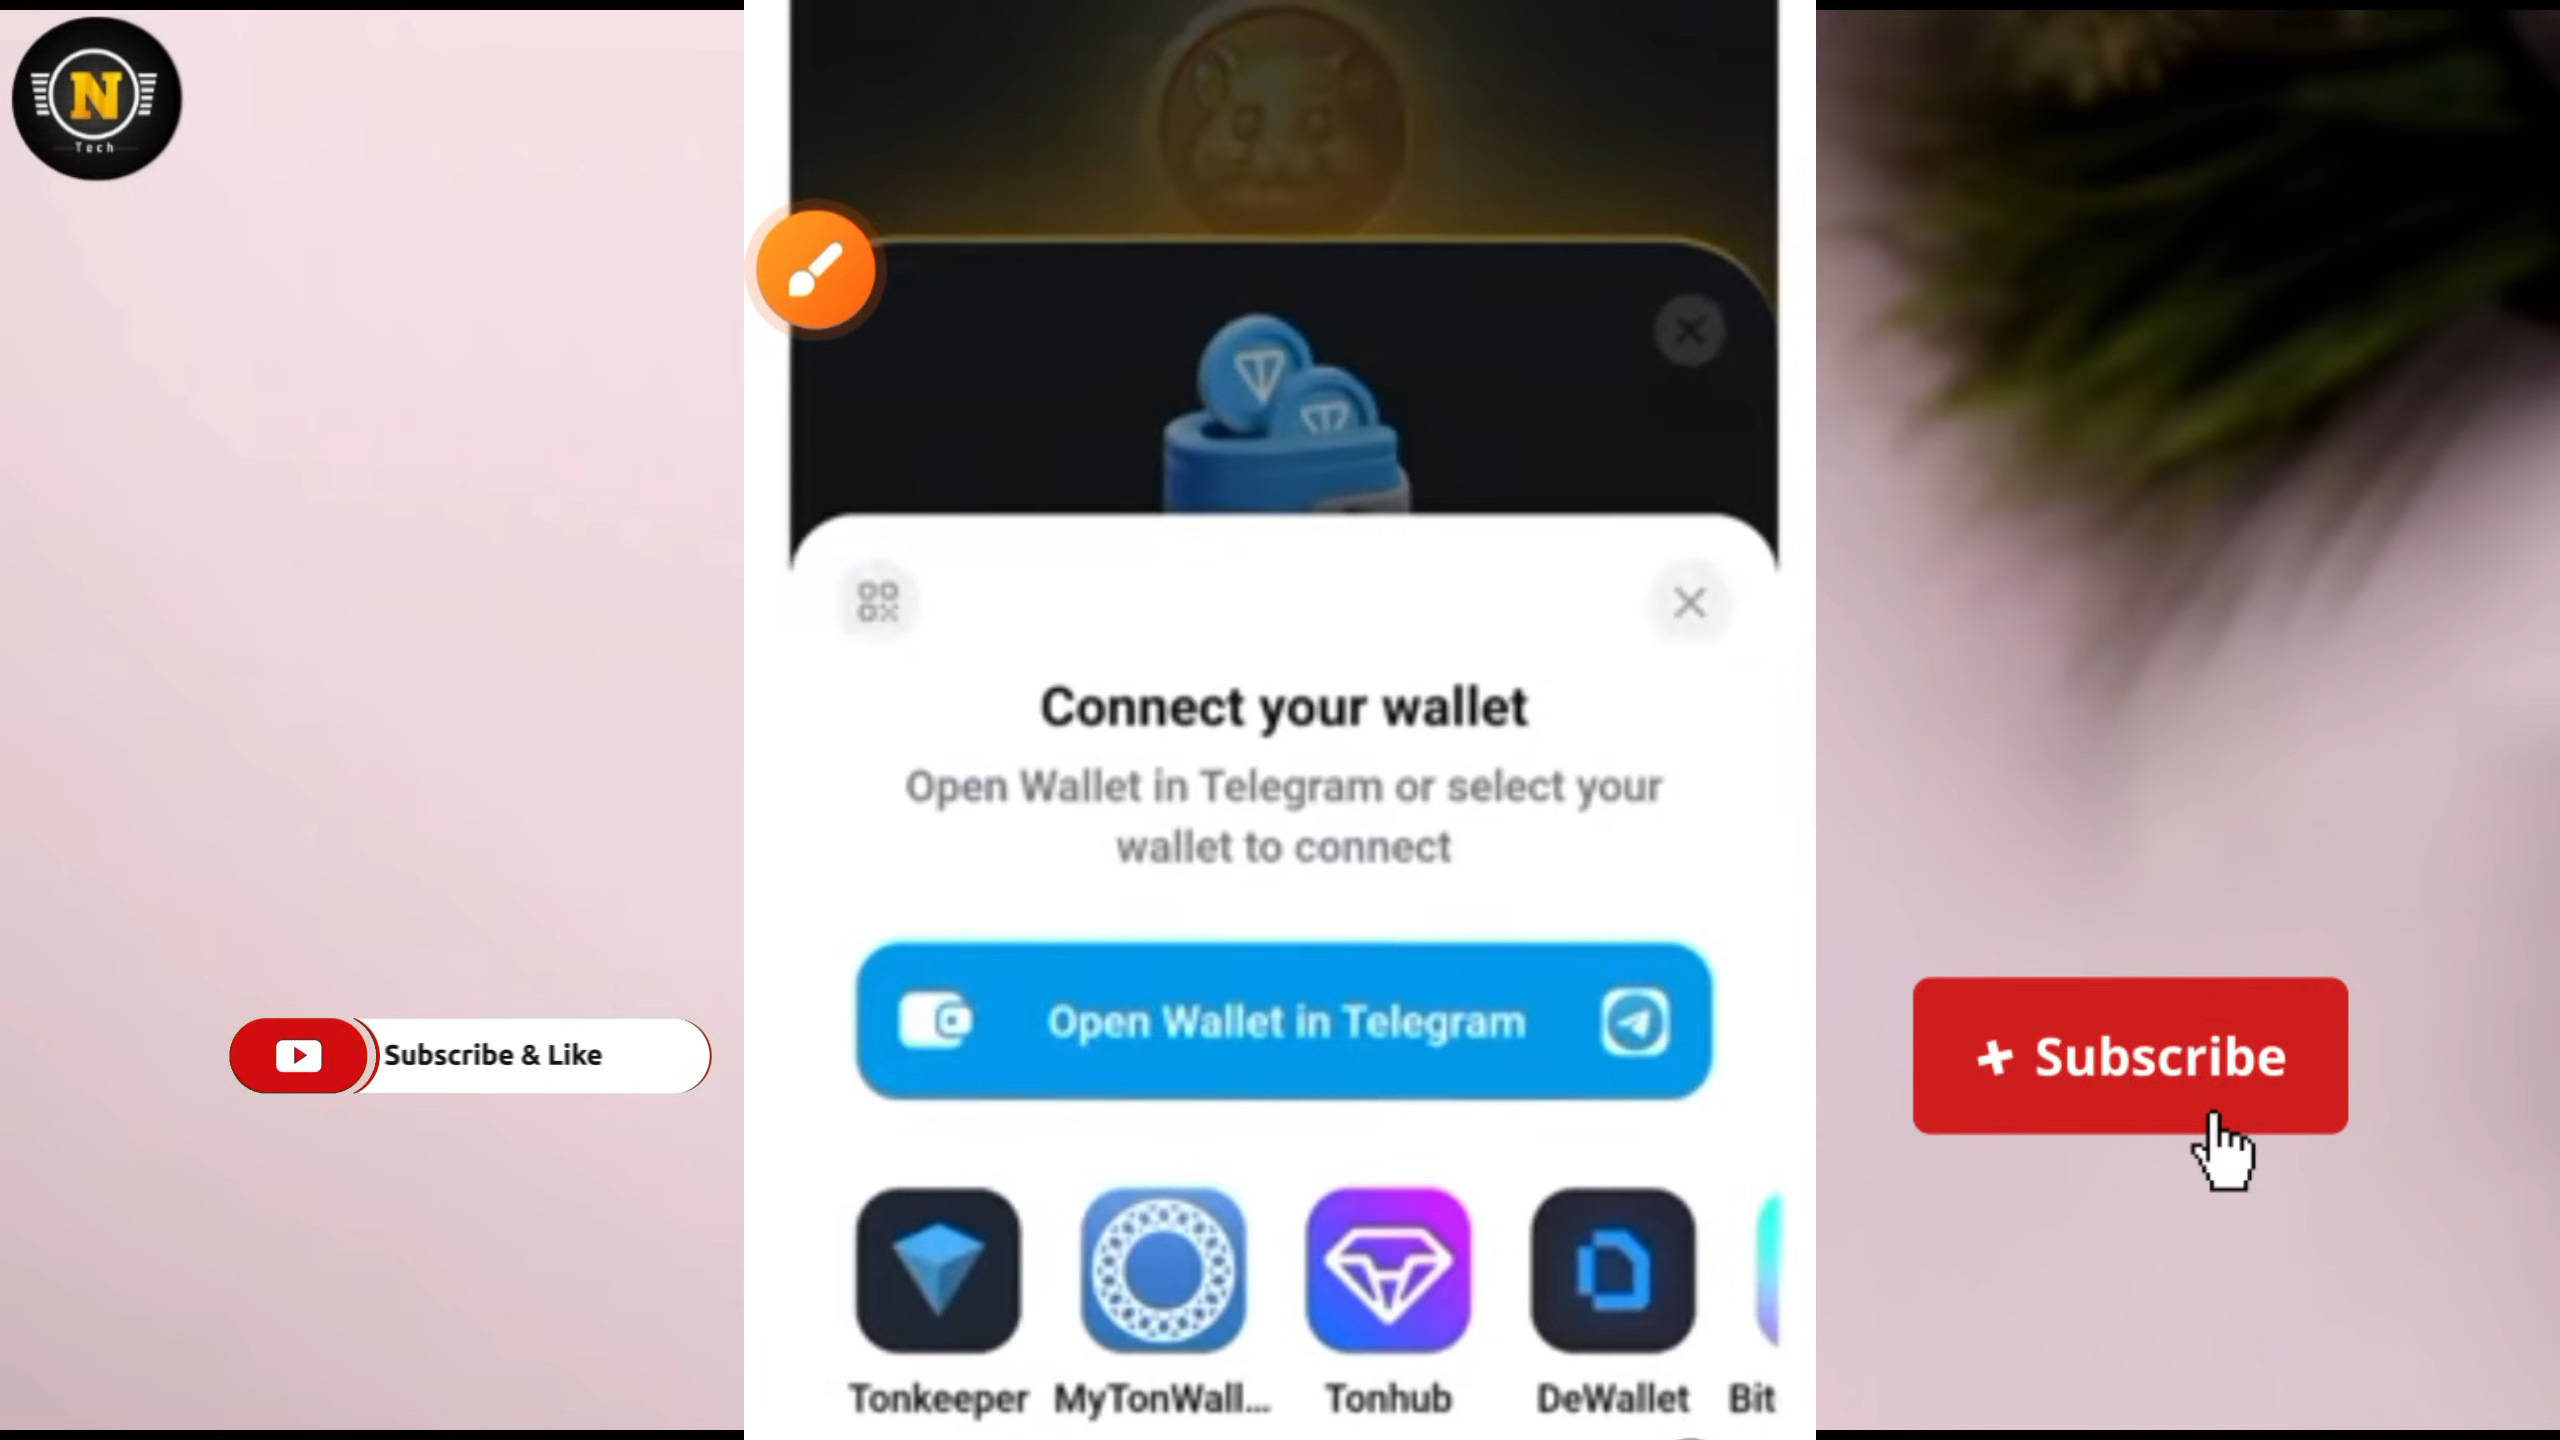 N
Tech
Connect your wallet
Open Wallet in Telegram or select your
wallet to connect
Open Wallet in Telegram
Subscribe & Like
+ Subscribe
Tonkeeper MyTonWall... Tonhub DeWallet Bit